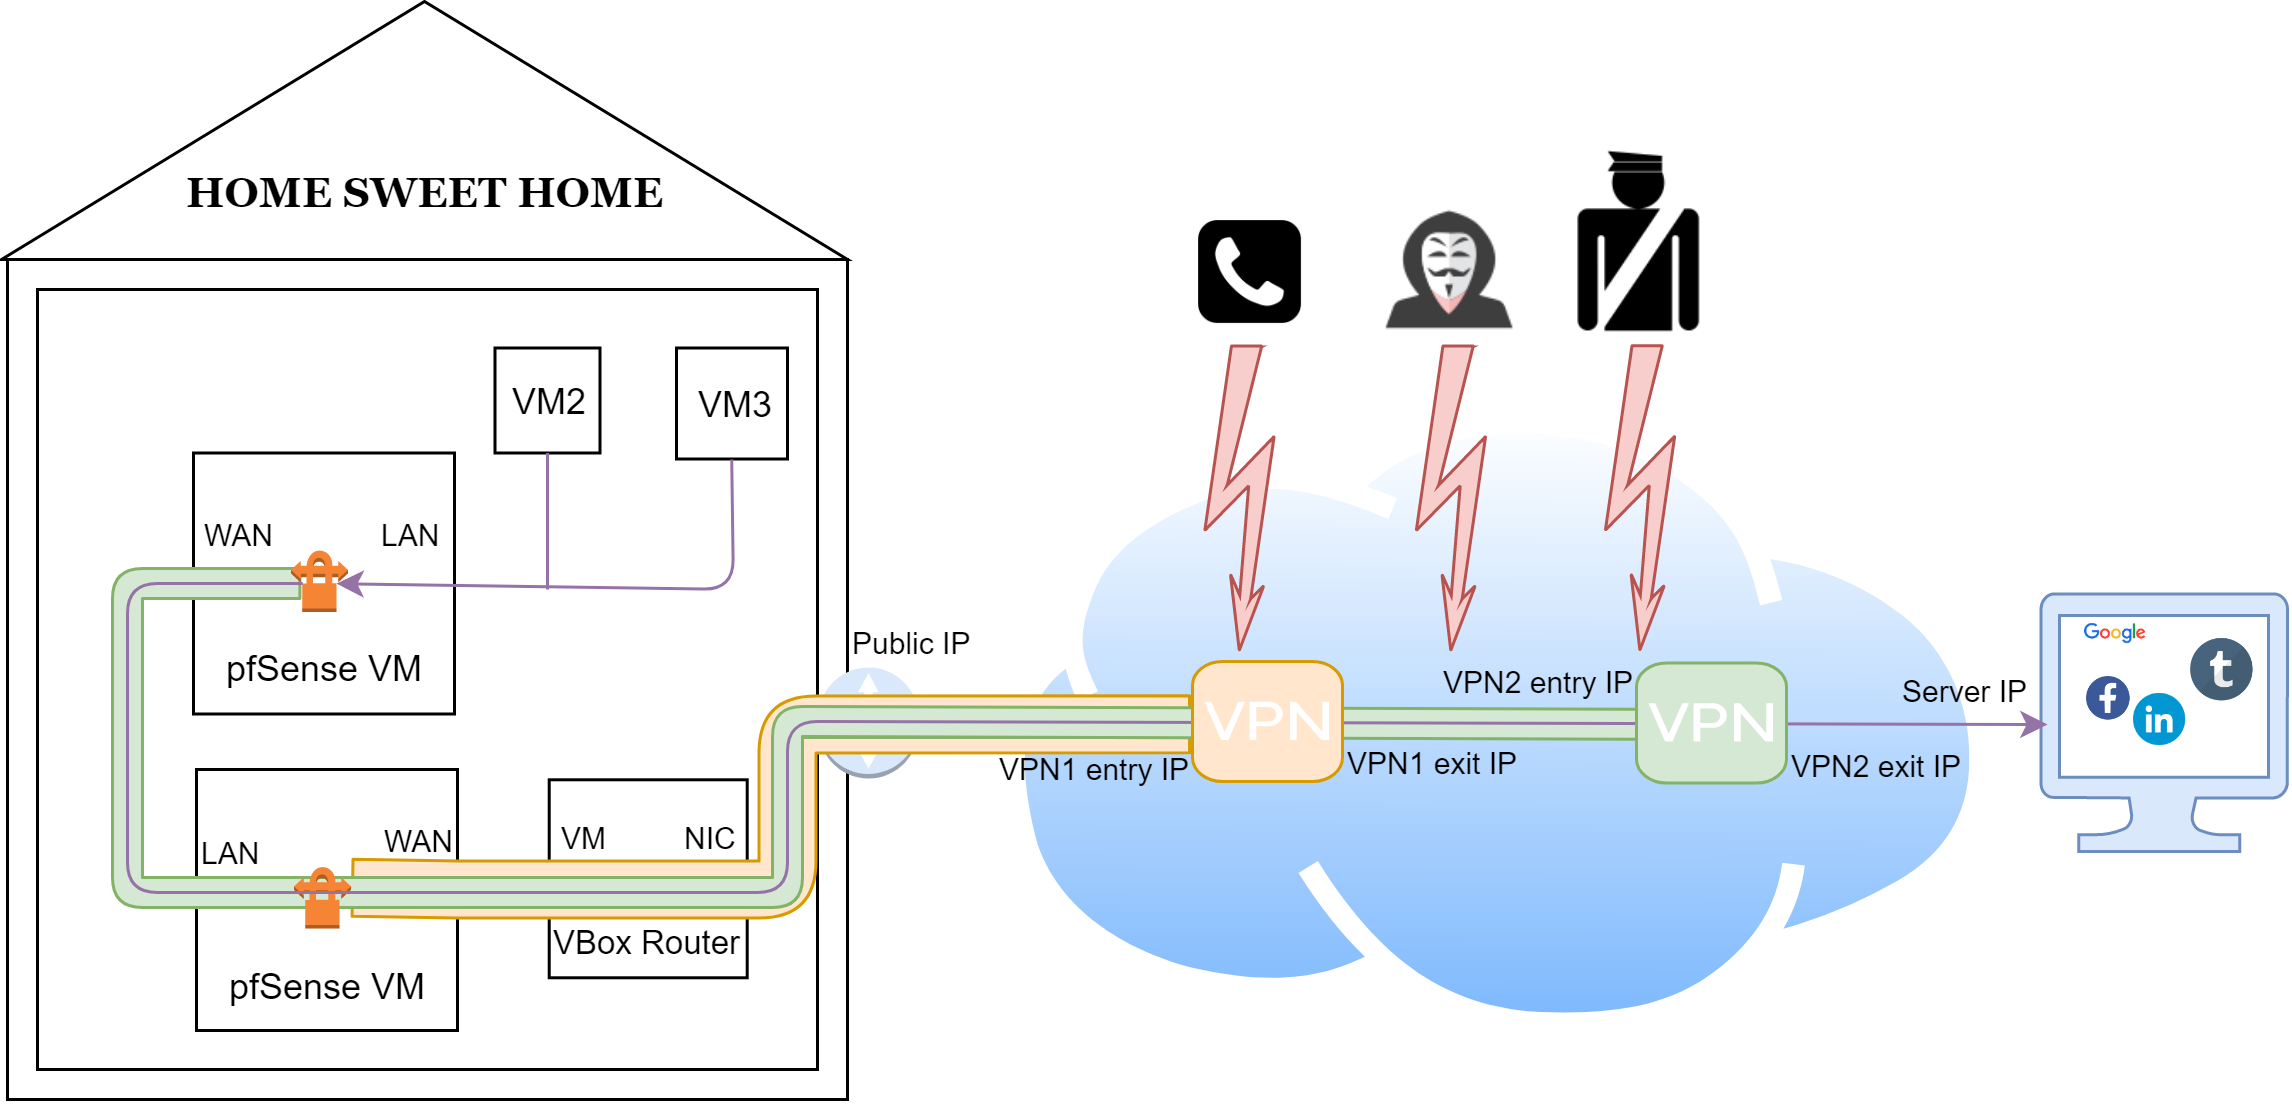 HOME SWEET HOME
VM2
VM3
WAN
LAN
pfSense VM
LAN
WAN
pfSense VM
VM
NIC
VBox Router
Public IP
VPN1 entry IP
VPN
VPN1 exit IP
VPN2 entry IP
VPN
VPN2 exit IP
Server IP
Google
f
in
t